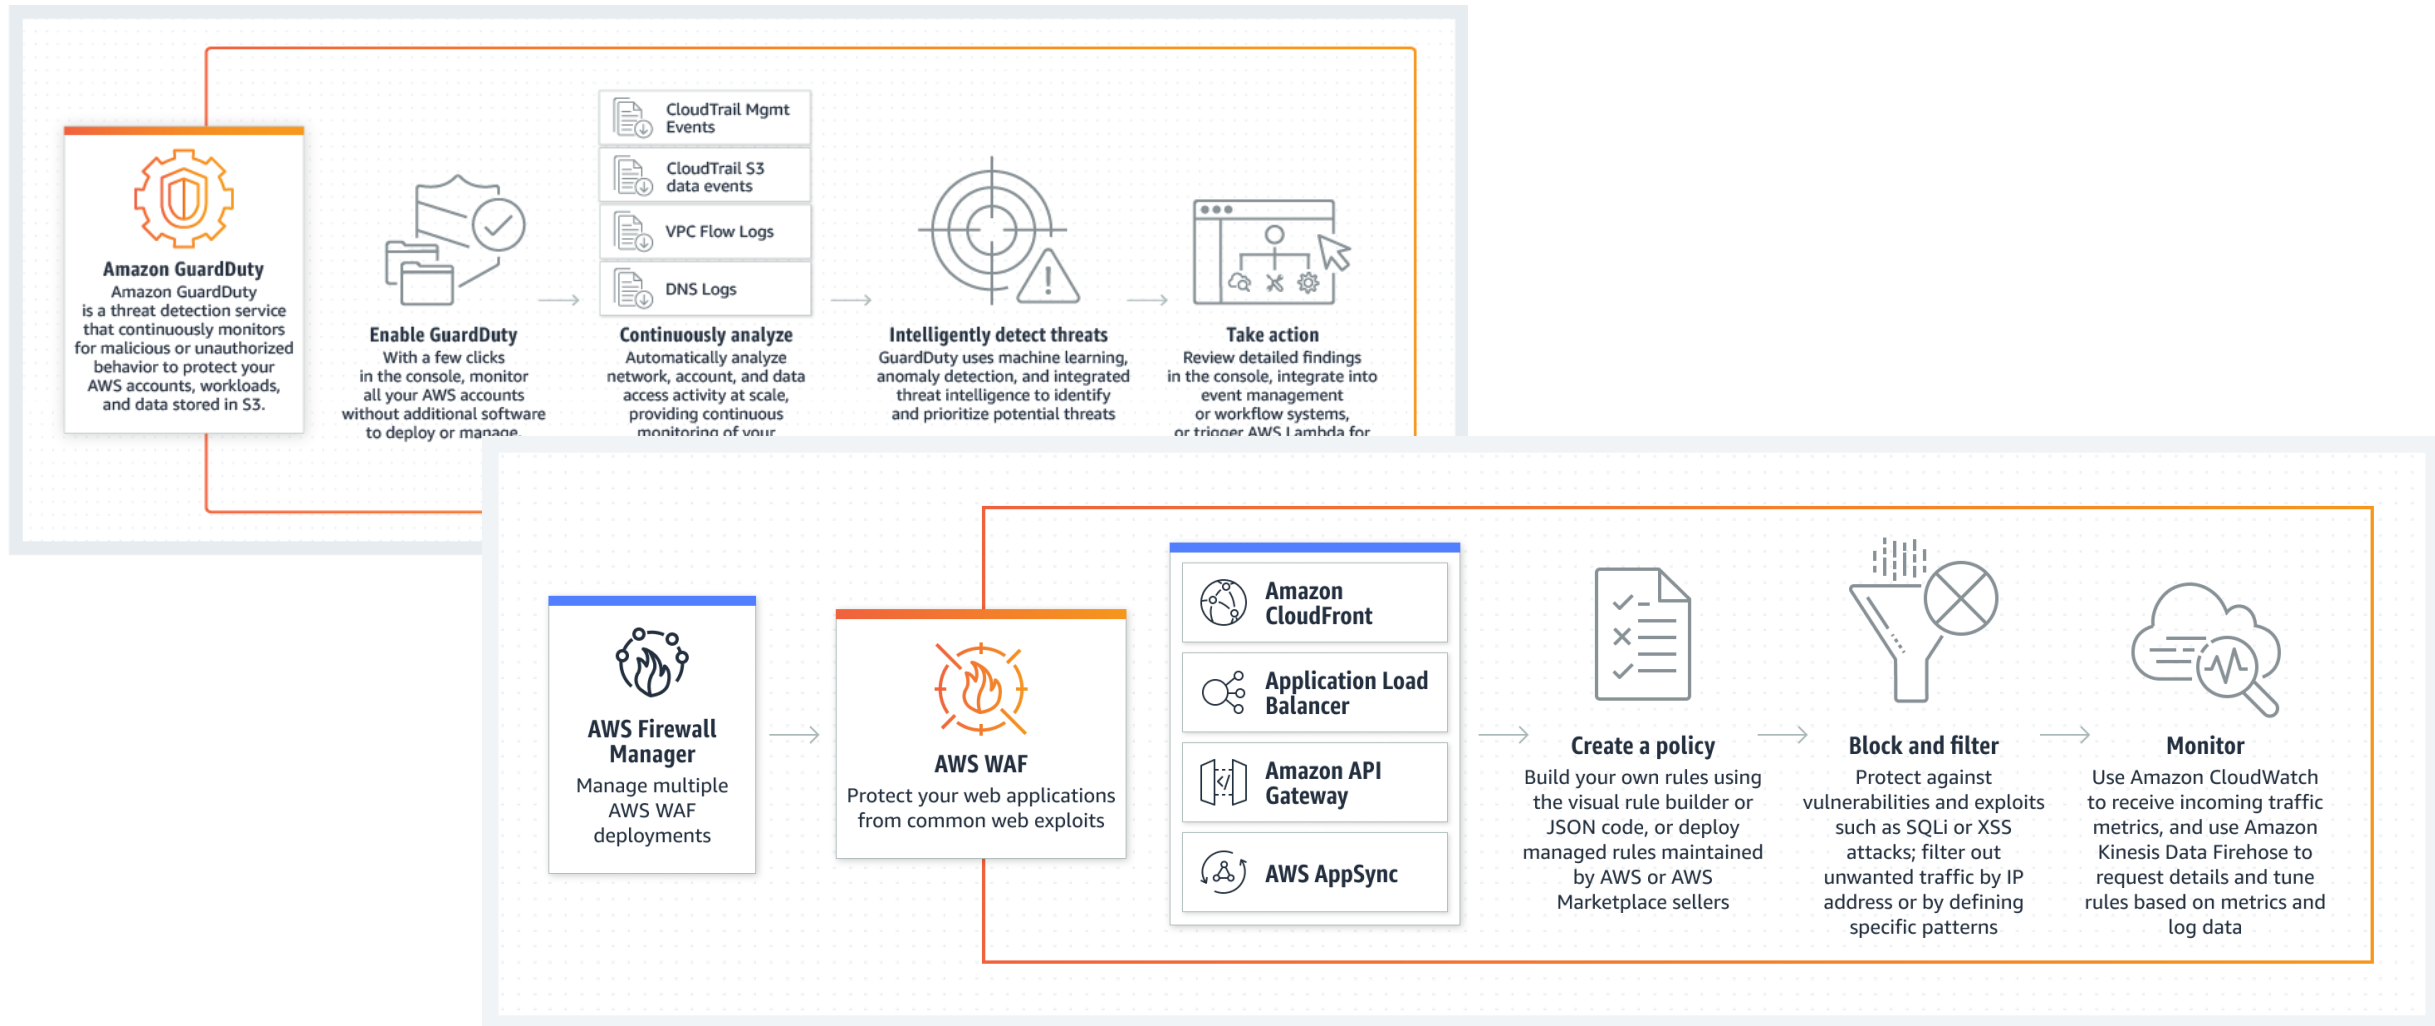 Amazon GuardDuty
Amazon GuardDuty
is a threat detection service
that continuously monitors
for malicious or unauthorized
behavior to protect your
AWS accounts, workloads,
and data stored in S3.
Enable GuardDuty
With a few clicks
in the console, monitor
all your AWS accounts
without additional software
to deploy or manage.
CloudTrail Mgmt
Events
CloudTrail S3
data events
VPC Flow Logs
DNS Logs
Continuously analyze
Automatically analyze
network, account, and data
access activity at scale,
providing continuous
monitoring of your
Intelligently detect threats
GuardDuty uses machine learning,
anomaly detection, and integrated
threat intelligence to identify
and prioritize potential threats
Take action
Review detailed findings
in the console, integrate into
event management
or workflow systems,
or trigger AWS Lambda for
AWS Firewall
Manager
Manage multiple
AWS WAF
deployments
AWS WAF
Protect your web applications
from common web exploits
Amazon
CloudFront
Application Load
Balancer
Amazon API
Gateway
AWS AppSync
Create a policy
Build your own rules using
the visual rule builder or
JSON code, or deploy
managed rules maintained
by AWS or AWS
Marketplace sellers
Block and filter
Protect against
vulnerabilities and exploits
such as SQLi or XSS
attacks; filter out
unwanted traffic by IP
address or by defining
specific patterns
Monitor
Use Amazon CloudWatch
to receive incoming traffic
metrics, and use Amazon
Kinesis Data Firehose to
request details and tune
rules based on metrics and
log data